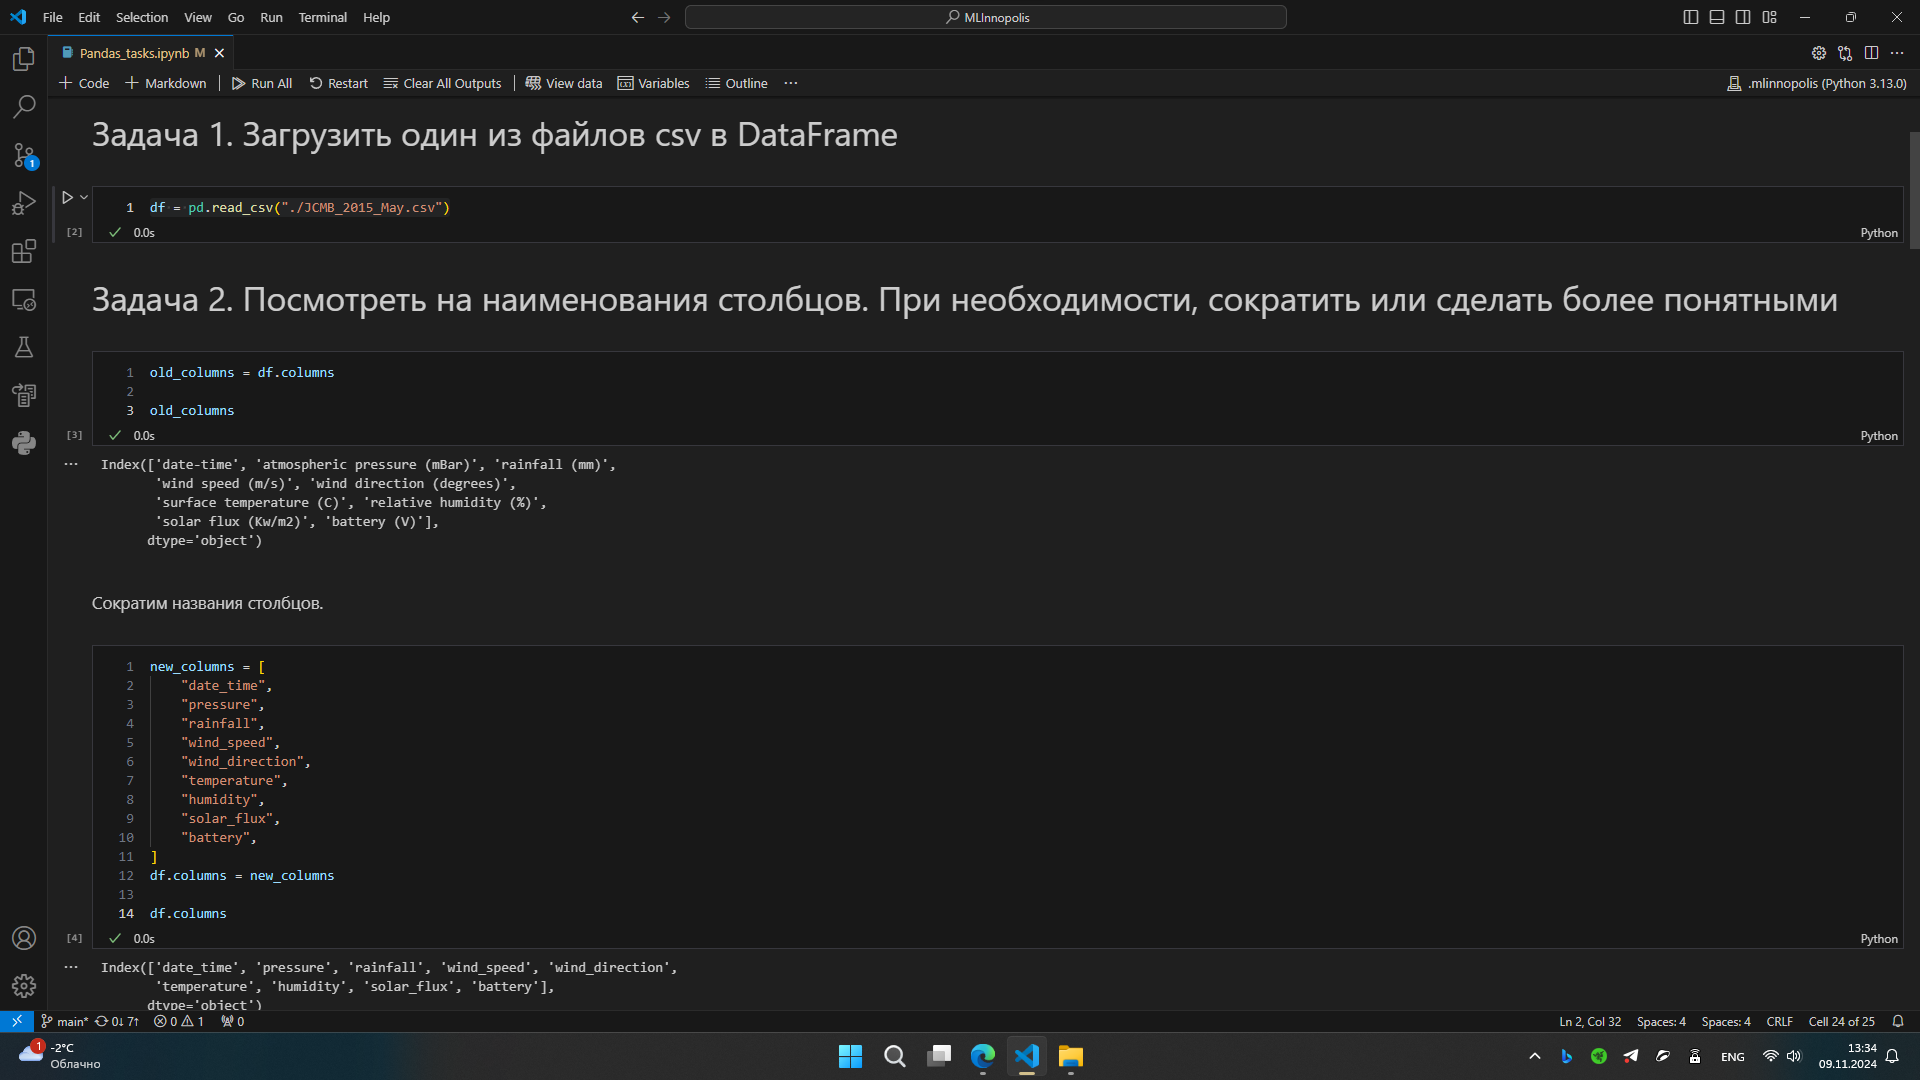 File Edit Selection View Go Run Terminal Help
MLInnopolis
Pandas_tasks.ipynb M
Code Markdown Run All Restart Clear All Outputs View data Variables Outline ... .mlinnopolis (Python 3.13.0)
Задача 1. Загрузить один из файлов csv в DataFrame
1 df = pd.read_csv("./JCMB_2015_May.csv")
[2] 0.0s Python
Задача 2. Посмотреть на наименования столбцов. При необходимости, сократить или сделать более понятными
1 old_columns = df.columns
2
3 old_columns
[3] 0.0s Python
... Index(['date-time', 'atmospheric pressure (mBar)', 'rainfall (mm)',
'wind speed (m/s)', 'wind direction (degrees)',
'surface temperature (C)', 'relative humidity (%)',
'solar flux (Kw/m2)', 'battery (V)'],
dtype='object')
Сократим названия столбцов.
1 new_columns = [
2 "date_time",
3 "pressure",
4 "rainfall",
5 "wind_speed",
6 "wind_direction",
7 "temperature",
8 "humidity",
9 "solar_flux",
10 "battery",
11 ]
12 df.columns = new_columns
13
14 df.columns
[4] 0.0s Python
... Index(['date_time', 'pressure', 'rainfall', 'wind_speed', 'wind_direction',
'temperature', 'humidity', 'solar_flux', 'battery'],
dtype='object')
main* 0↓ 7↑ 0 1 0 Ln 2, Col 32 Spaces: 4 Spaces: 4 CRLF Cell 24 of 25
1
-2°C
Облачно
ENG
13:34
09.11.2024